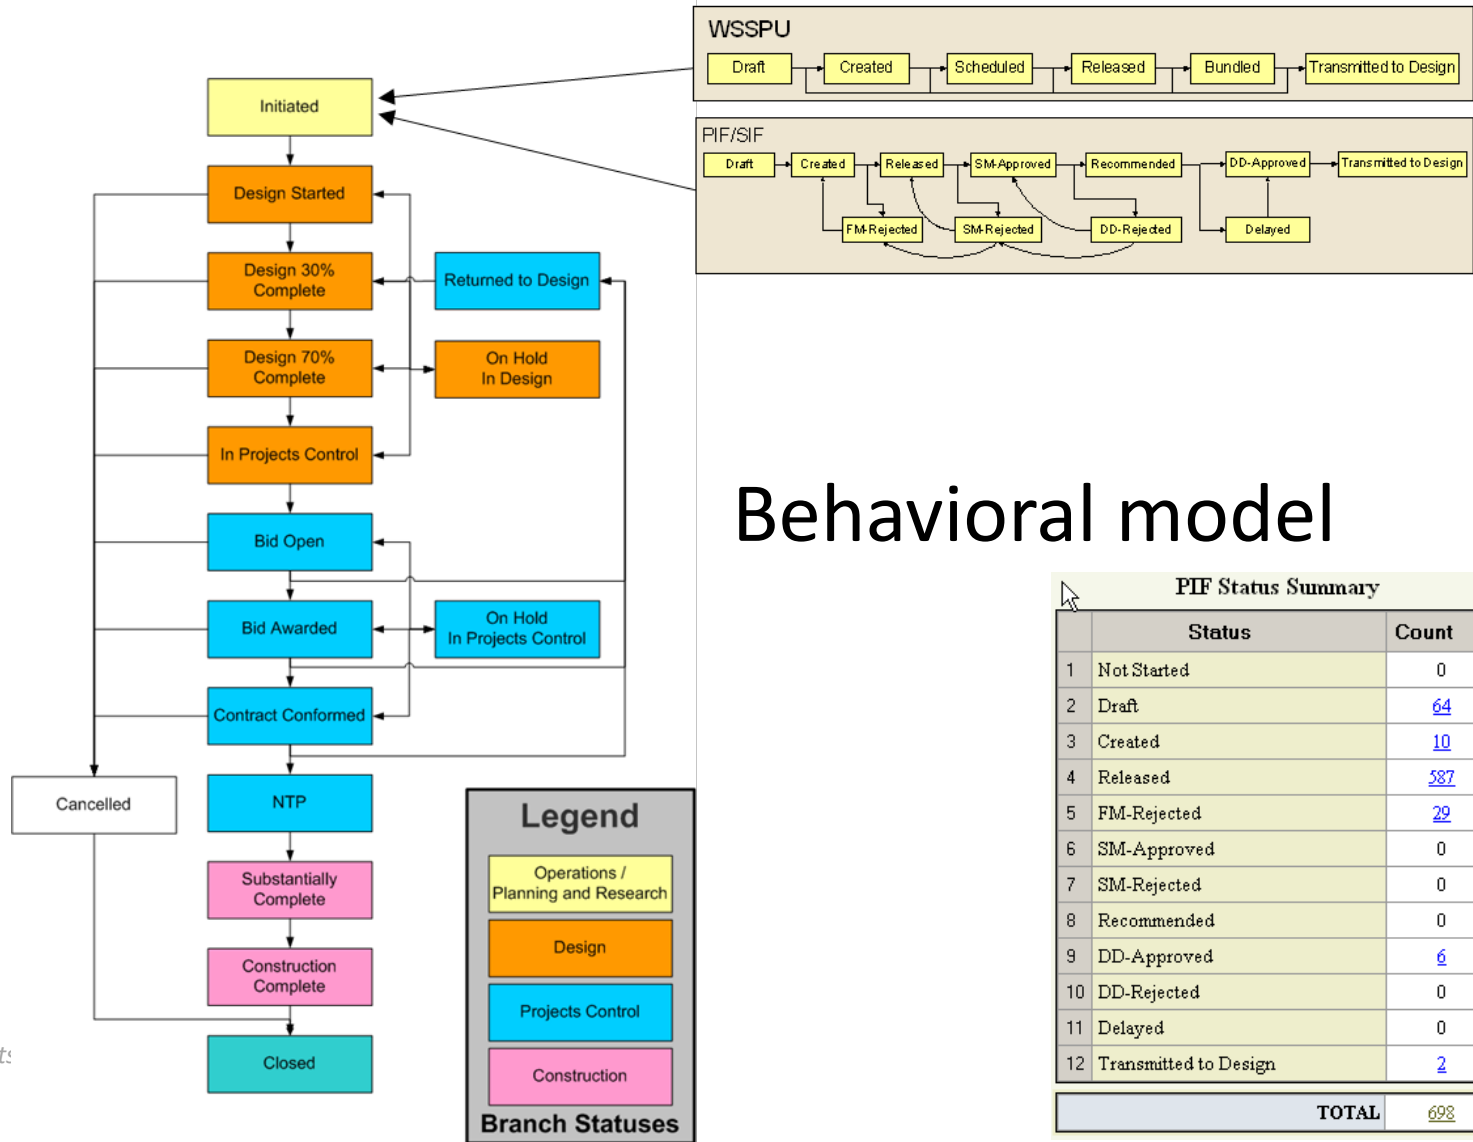 WSSPU
Draft
Created
Scheduled
Released
Bundled
Transmitted to Design
PIF/SIF
Draft
Created
Released
SM-Approved
Recommended
DD-Approved
Transmitted to Design
FM-Rejected
SM-Rejected
DD-Rejected
Delayed
Initiated
Design Started
Design 30%
Complete
Returned to Design
Design 70%
Complete
On Hold
In Design
In Projects Control
Bid Open
Bid Awarded
On Hold
In Projects Control
Contract Conformed
Cancelled
NTP
Substantially
Complete
Construction
Complete
Closed
Legend
Operations /
Planning and Research
Design
Projects Control
Construction
Branch Statuses
Behavioral model
PIF Status Summary
Status Count
1 Not Started 0
2 Draft 64
3 Created 10
4 Released 587
5 FM-Rejected 29
6 SM-Approved 0
7 SM-Rejected 0
8 Recommended 0
9 DD-Approved 6
10 DD-Rejected 0
11 Delayed 0
12 Transmitted to Design 2
TOTAL 698